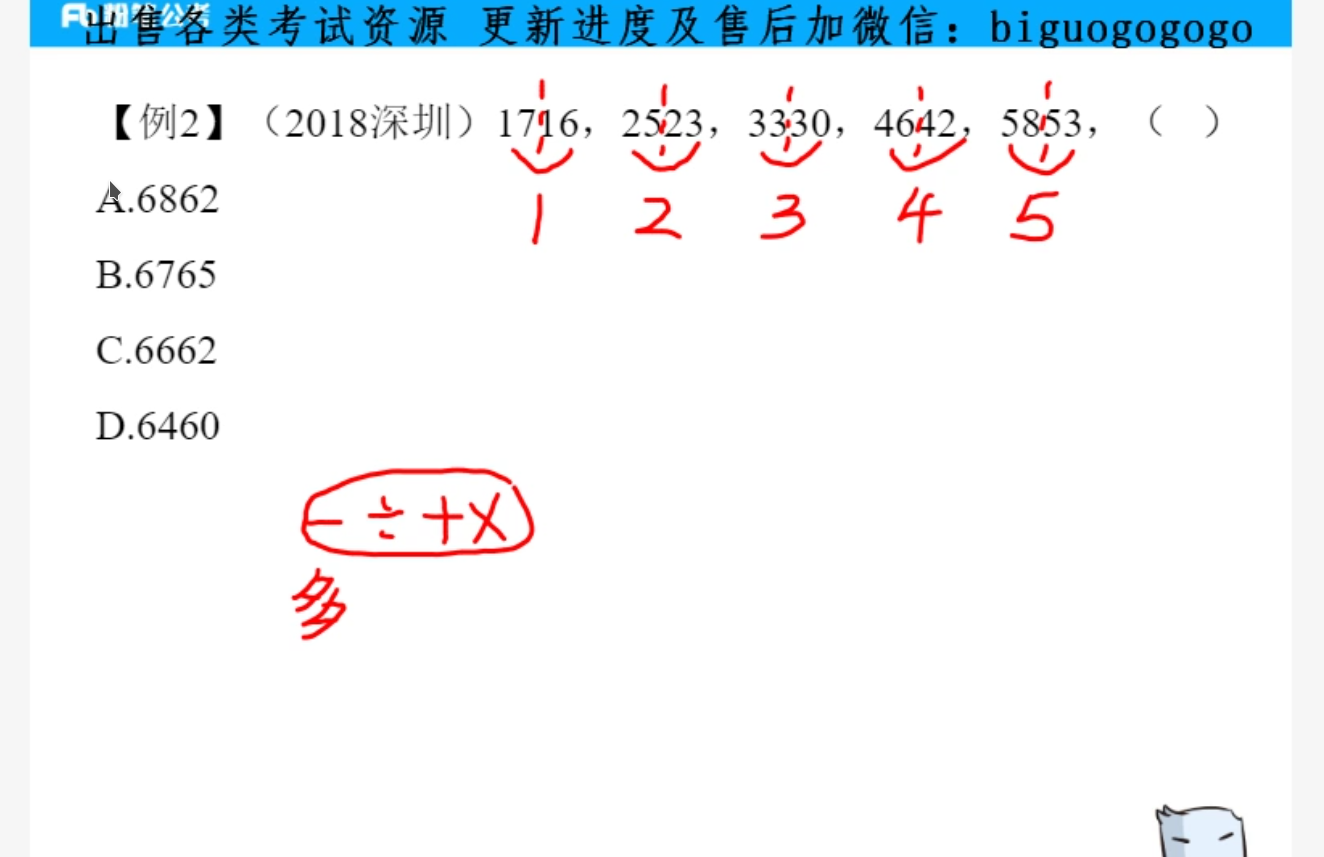 出售各类考试资源 更新进度及售后加微信：biguogogogo
【例2】（2018深圳）1716，2523，3330，4642，5853，（ ）
1 2 3 4 5
A.6862
B.6765
C.6662
D.6460
- ÷ + ×
多